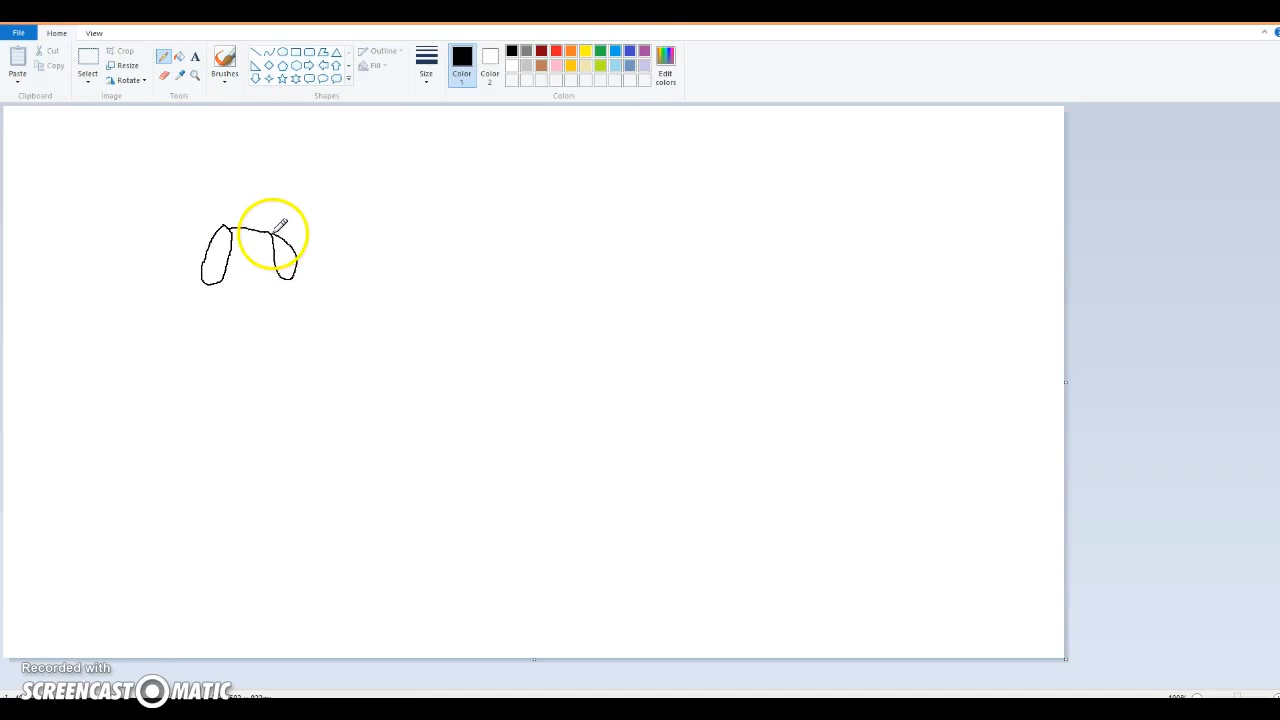 File Home View
Cut Crop Outline
Copy Resize Fill
Paste Select Rotate A Brushes Size Color 1 Color 2 Edit colors
Clipboard Image Tools Shapes Colors
Recorded with
SCREENCAST MATIC
100%